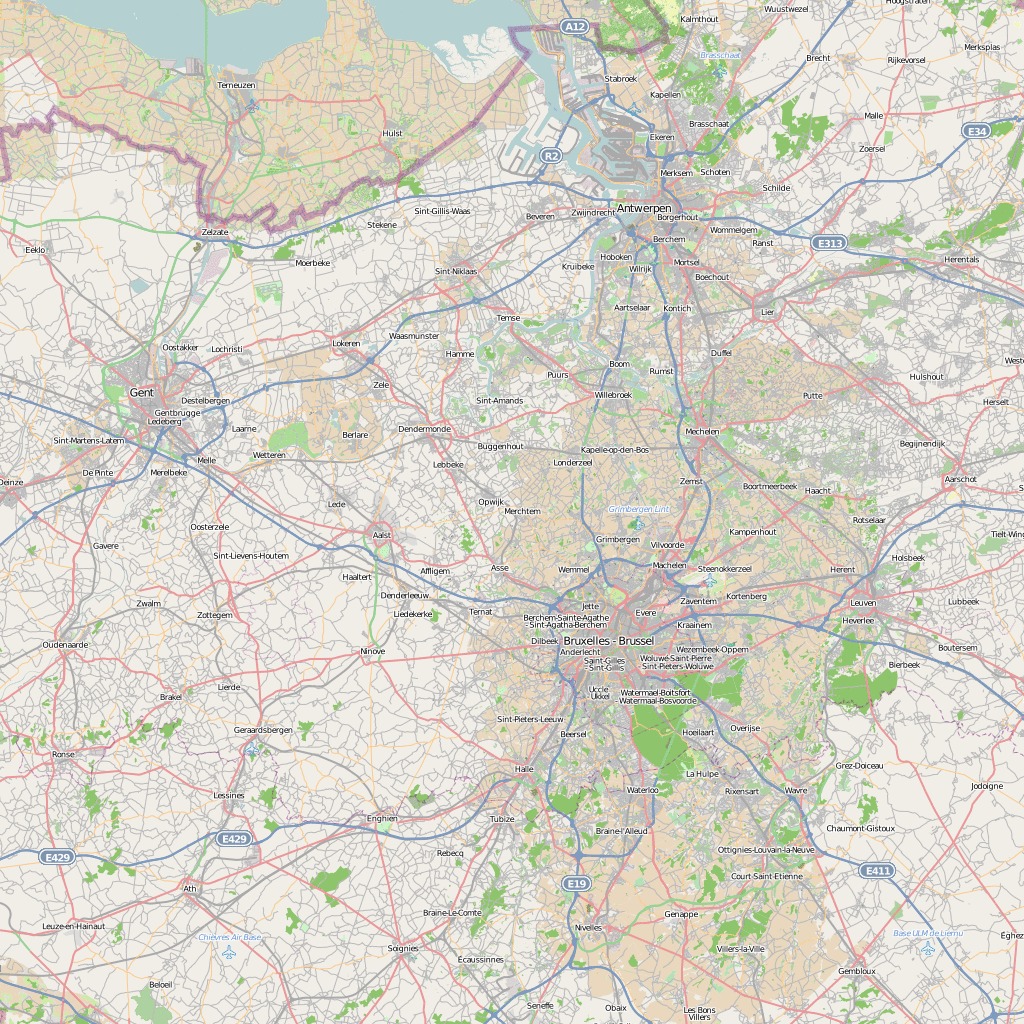 Hoogstraten
Wuustwezel
Kalmthout
A12
Merksplas
Brasschaat
Brecht
Rijkevorsel
Stabroek
Terneuzen
Kapellen
Malle
Brasschaat
Hulst
Ekeren
E34
Zoersel
R2
Merksem
Schoten
Schilde
Antwerpen
Sint-Gillis-Waas
Beveren
Zwijndrecht
Borgerhout
Stekene
Wommelgem
Zelzate
Berchem
Ranst
E313
Eeklo
Hoboken
Moerbeke
Mortsel
Herentals
Sint-Niklaas
Kruibeke
Wilrijk
Boechout
Aartselaar
Kontich
Lier
Temse
Waasmunster
Lokeren
Oostakker
Lochristi
Hamme
Duffel
Boom
Rumst
Puurs
Hulshout
Zele
Gent
Destelbergen
Sint-Amands
Willebroek
Putte
Herselt
Gentbrugge
Ledeberg
Laarne
Dendermonde
Mechelen
Berlare
Sint-Martens-Latem
Buggenhout
Kapelle-op-den-Bos
Begijnendijk
Wetteren
Melle
Londerzeel
Lebbeke
De Pinte
Merelbeke
Deinze
Zemst
Boortmeerbeek
Haacht
Aarschot
Lede
Opwijk
Merchtem
Grimbergen Lint
Rotselaar
Oosterzele
Aalst
Grimbergen
Kampenhout
Gavere
Vilvoorde
Sint-Lievens-Houtem
Holsbeek
Machelen
Asse
Wemmel
Steenokkerzeel
Herent
Affligem
Haaltert
Denderleeuw
Kortenberg
Zwalm
Zottegem
Liedekerke
Ternat
Jette
Zaventem
Leuven
Lubbeek
Evere
Berchem-Sainte-Agathe
- Sint-Agatha-Berchem
Kraainem
Heverlee
Oudenaarde
Dilbeek
Bruxelles - Brussel
Ninove
Anderlecht
Wezembeek-Oppem
Boutersem
Saint-Gilles
- Sint-Gillis
Woluwe-Saint-Pierre
Sint-Pieters-Woluwe
Bierbeek
Lierde
Brakel
Uccle
Ukkel
Watermael-Boitsfort
- Watermaal-Bosvoorde
Sint-Pieters-Leeuw
Geraardsbergen
Beersel
Hoeilaart
Overijse
Ronse
Halle
La Hulpe
Grez-Doiceau
Lessines
Waterloo
Rixensart
Wavre
Jodoigne
Enghien
Tubize
Braine-l'Alleud
Chaumont-Gistoux
E429
Rebecq
Ottignies-Louvain-la-Neuve
E429
E411
Court-Saint-Etienne
Ath
E19
Braine-Le-Comte
Genappe
Leuze-en-Hainaut
Nivelles
Chièvres Air Base
Base ULM de Liernu
Soignies
Villers-la-Ville
Écaussinnes
Gembloux
Beloeil
Seneffe
Obaix
Les Bons
Villers